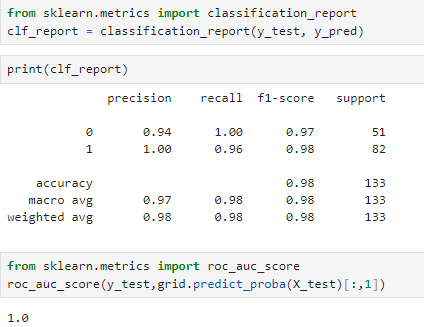 from sklearn.metrics import classification_report
clf_report = classification_report(y_test, y_pred)
print(clf_report)
precision recall f1-score support
0 0.94 1.00 0.97 51
1 1.00 0.96 0.98 82
accuracy 0.98 133
macro avg 0.97 0.98 0.98 133
weighted avg 0.98 0.98 0.98 133
from sklearn.metrics import roc_auc_score
roc_auc_score(y_test,grid.predict_proba(X_test)[:,1])
1.0